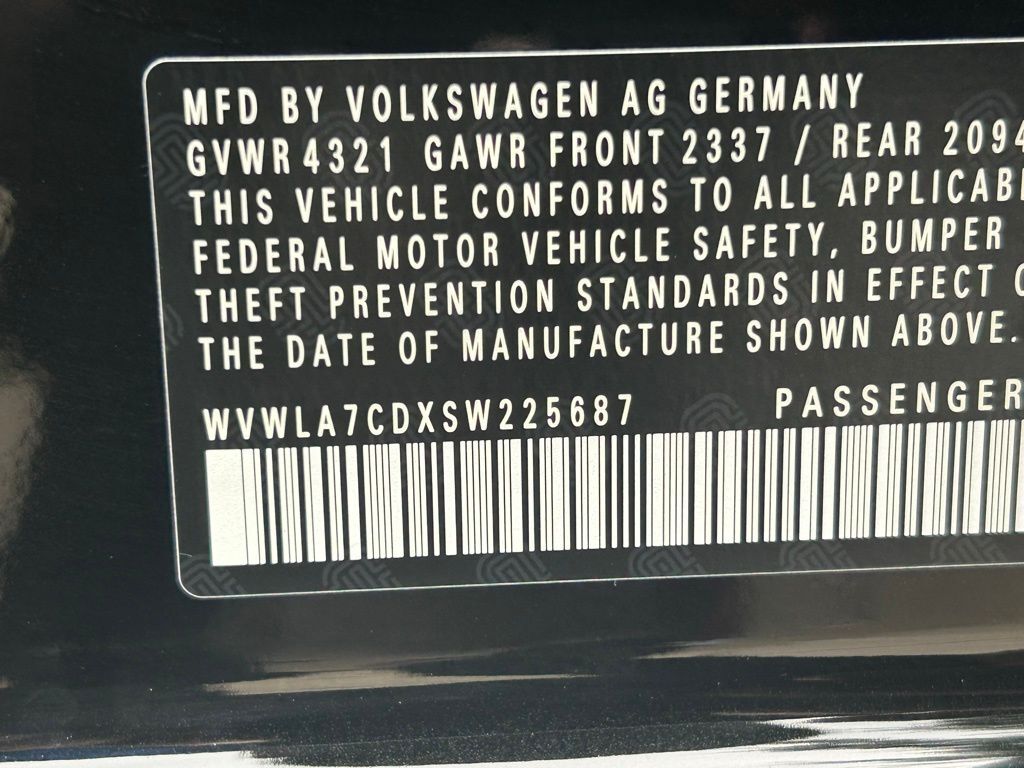 MFD BY VOLKSWAGEN AG GERMANY
GVWR 4321 GAWR FRONT 2337 / REAR 2094
THIS VEHICLE CONFORMS TO ALL APPLICABL
FEDERAL MOTOR VEHICLE SAFETY, BUMPER
THEFT PREVENTION STANDARDS IN EFFECT O
THE DATE OF MANUFACTURE SHOWN ABOVE.
WVWLA7CDXSW225687 PASSENGER